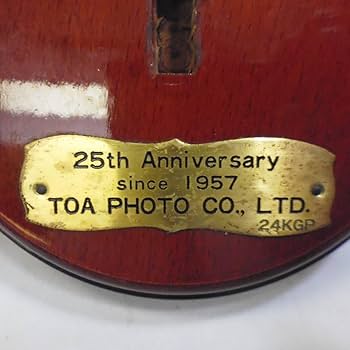 25th Anniversary
since 1957
TOA PHOTO CO., LTD.
24KGP